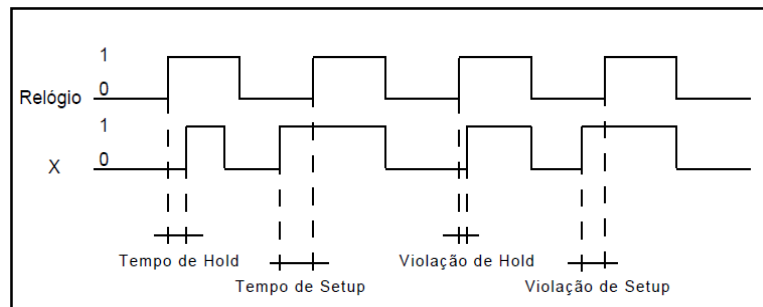 1
Relógio 0
1
X 0
Tempo de Hold
Violação de Hold
Tempo de Setup
Violação de Setup